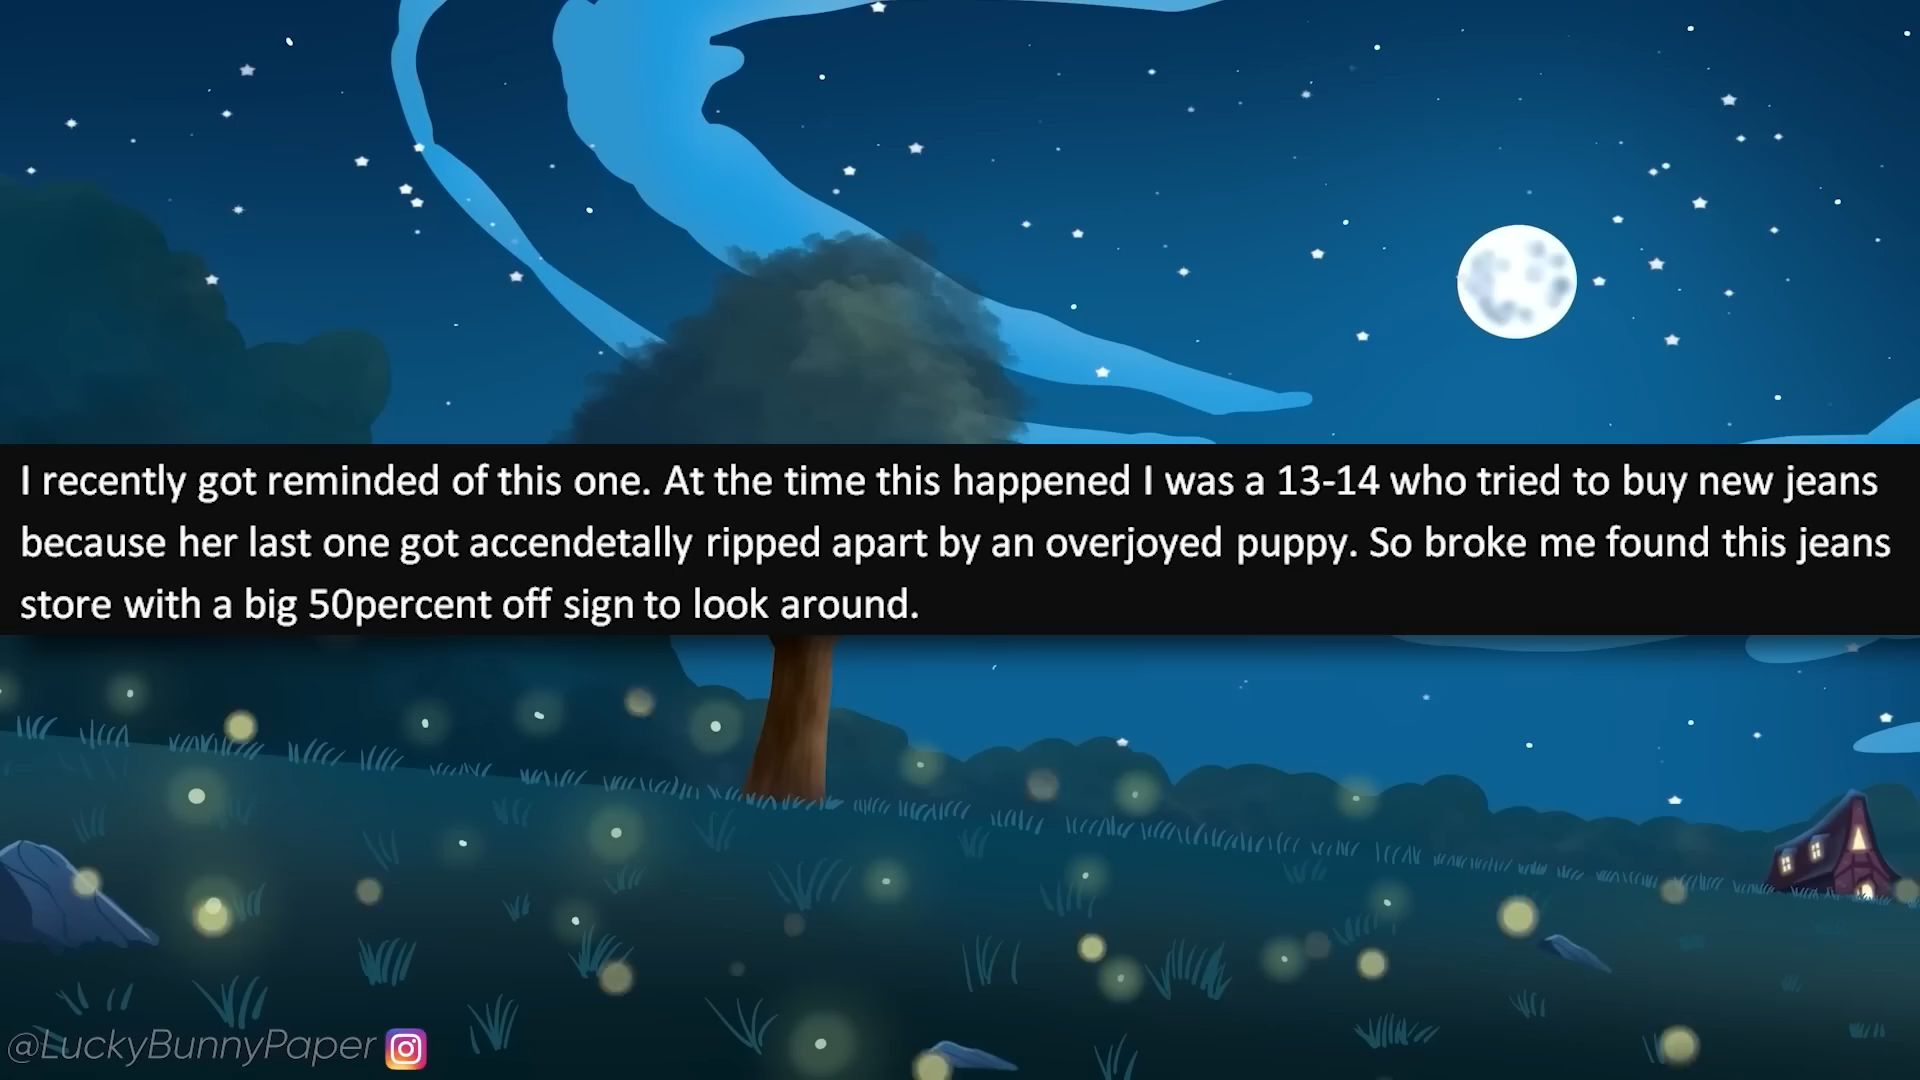 I recently got reminded of this one. At the time this happened I was a 13-14 who tried to buy new jeans
because her last one got accendetally ripped apart by an overjoyed puppy. So broke me found this jeans
store with a big 50percent off sign to look around.
@LuckyBunnyPaper